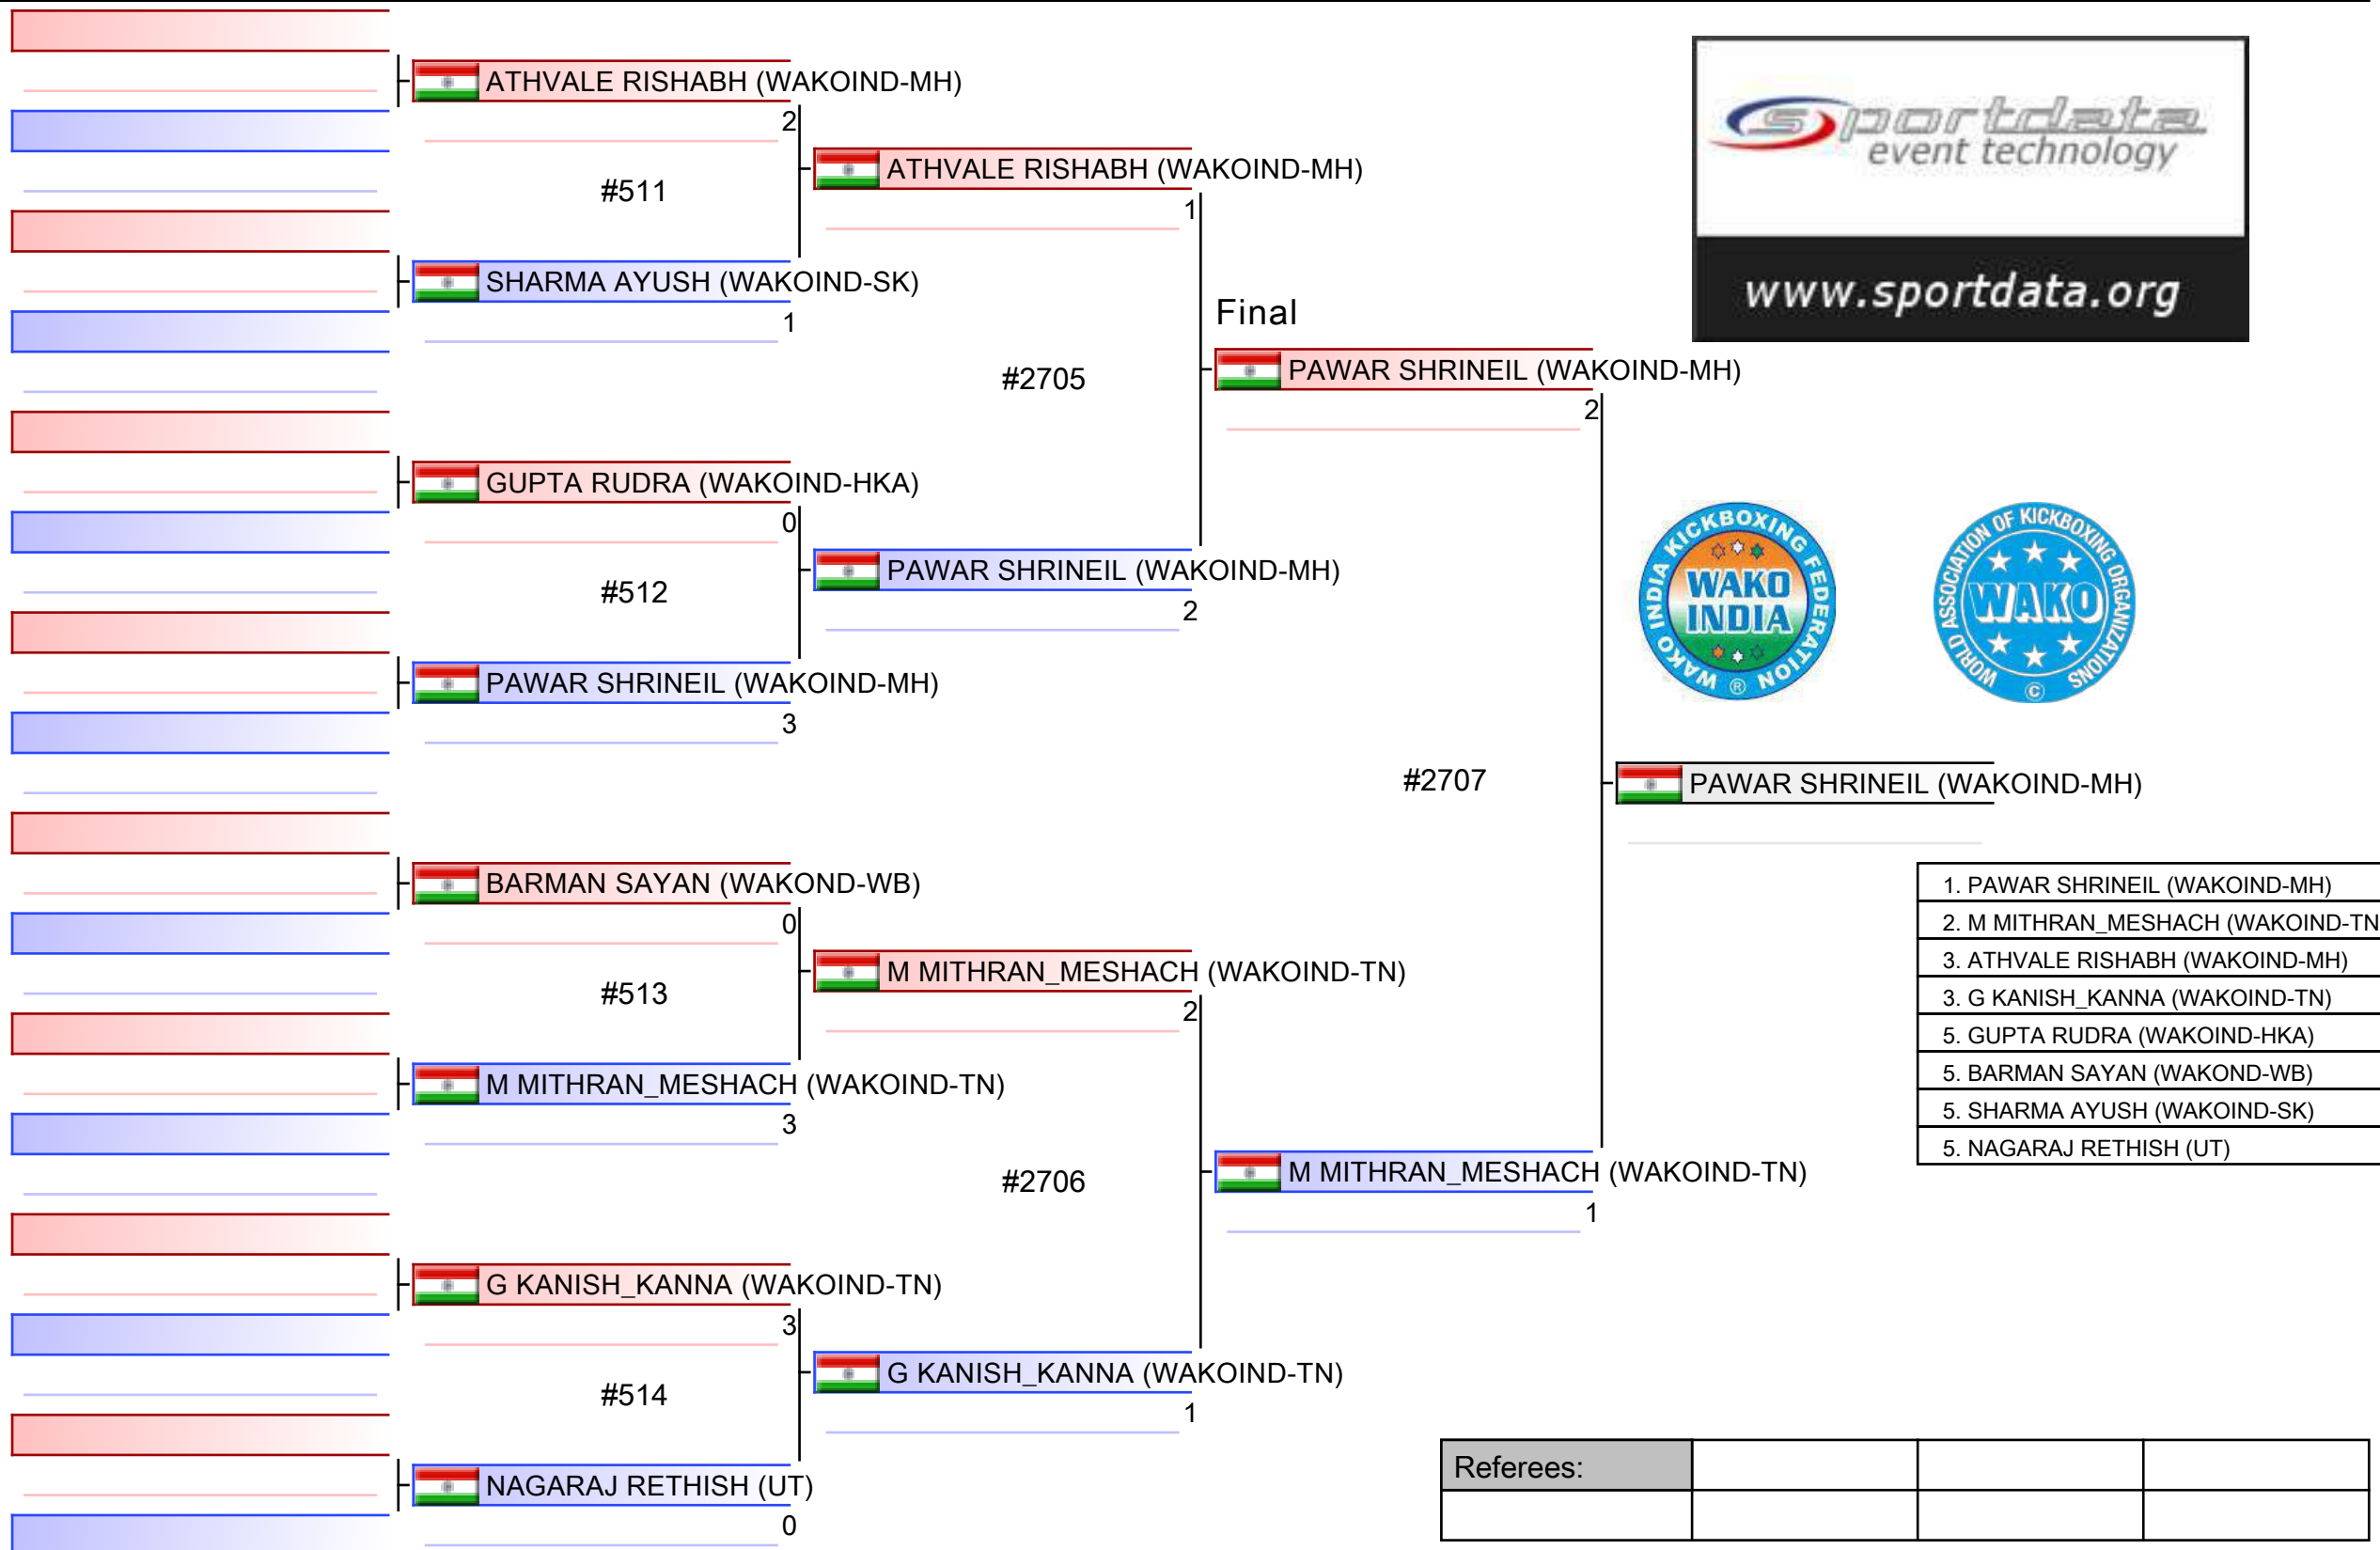 ATHVALE RISHABH (WAKOIND-MH)
2
#511
SHARMA AYUSH (WAKOIND-SK)
1
GUPTA RUDRA (WAKOIND-HKA)
0
#512
PAWAR SHRINEIL (WAKOIND-MH)
3
BARMAN SAYAN (WAKOND-WB)
0
#513
M MITHRAN_MESHACH (WAKOIND-TN)
3
G KANISH_KANNA (WAKOIND-TN)
3
#514
NAGARAJ RETHISH (UT)
0
ATHVALE RISHABH (WAKOIND-MH)
1
#2705
PAWAR SHRINEIL (WAKOIND-MH)
2
M MITHRAN_MESHACH (WAKOIND-TN)
2
#2706
G KANISH_KANNA (WAKOIND-TN)
1
Final
PAWAR SHRINEIL (WAKOIND-MH)
2
#2707
M MITHRAN_MESHACH (WAKOIND-TN)
1
PAWAR SHRINEIL (WAKOIND-MH)
sportdata
event technology
www.sportdata.org
WAKO INDIA KICKBOXING FEDERATION
WAKO
INDIA
®
WORLD ASSOCIATION OF KICKBOXING ORGANIZATIONS
WAKO
©
1. PAWAR SHRINEIL (WAKOIND-MH)
2. M MITHRAN_MESHACH (WAKOIND-TN
3. ATHVALE RISHABH (WAKOIND-MH)
3. G KANISH_KANNA (WAKOIND-TN)
5. GUPTA RUDRA (WAKOIND-HKA)
5. BARMAN SAYAN (WAKOND-WB)
5. SHARMA AYUSH (WAKOIND-SK)
5. NAGARAJ RETHISH (UT)
Referees: